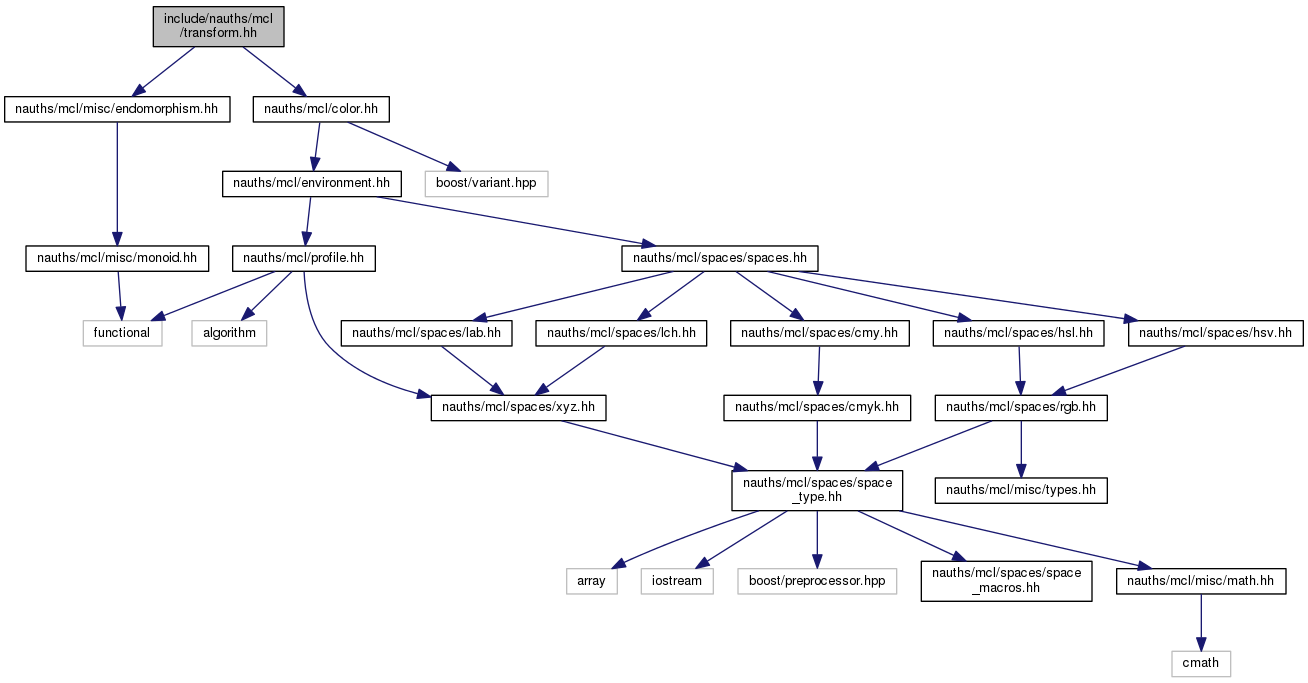 include/nauths/mcl
/transform.hh
nauths/mcl/misc/endomorphism.hh
nauths/mcl/color.hh
nauths/mcl/environment.hh
boost/variant.hpp
nauths/mcl/misc/monoid.hh
nauths/mcl/profile.hh
nauths/mcl/spaces/spaces.hh
functional
algorithm
nauths/mcl/spaces/lab.hh
nauths/mcl/spaces/lch.hh
nauths/mcl/spaces/cmy.hh
nauths/mcl/spaces/hsl.hh
nauths/mcl/spaces/hsv.hh
nauths/mcl/spaces/xyz.hh
nauths/mcl/spaces/cmyk.hh
nauths/mcl/spaces/rgb.hh
nauths/mcl/spaces/space
_type.hh
nauths/mcl/misc/types.hh
array
iostream
boost/preprocessor.hpp
nauths/mcl/spaces/space
_macros.hh
nauths/mcl/misc/math.hh
cmath